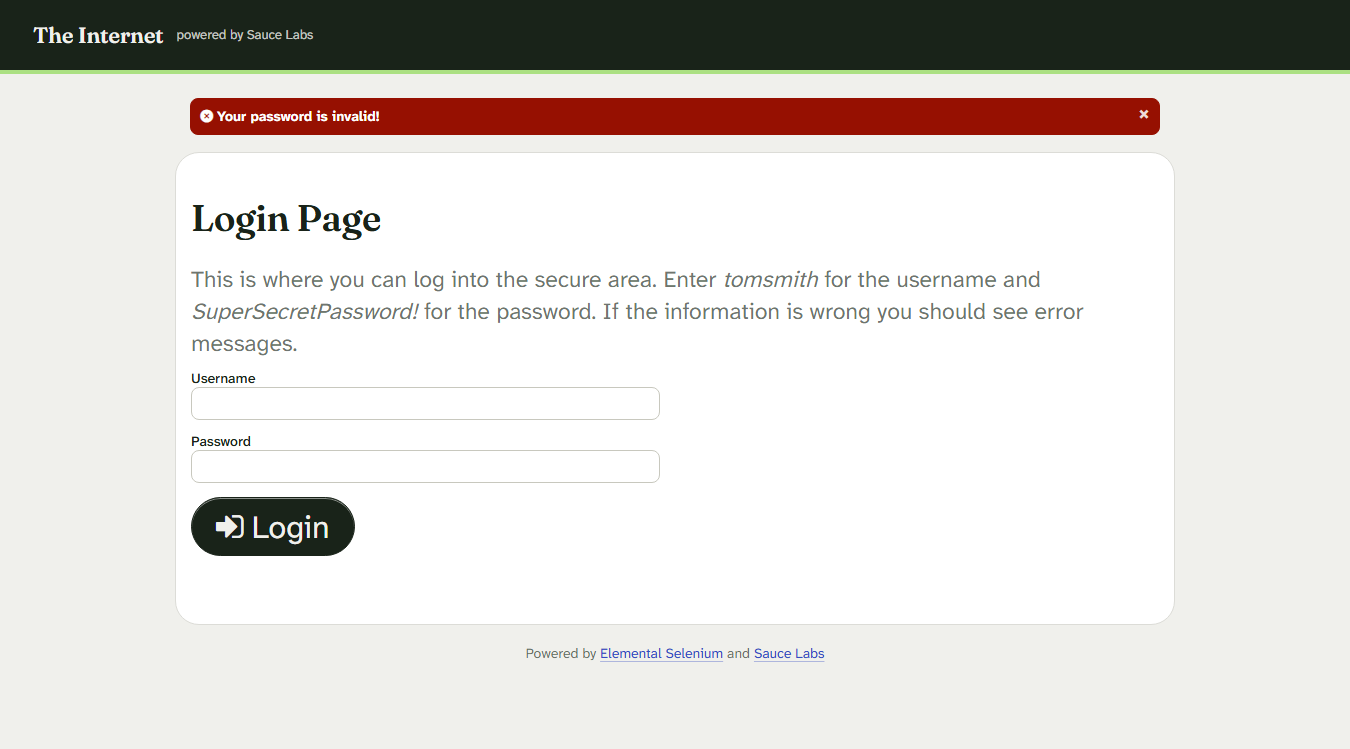 The Internet powered by Sauce Labs
Your password is invalid!
Login Page
This is where you can log into the secure area. Enter tomsmith for the username and
SuperSecretPassword! for the password. If the information is wrong you should see error
messages.
Username
Password
Login
Powered by Elemental Selenium and Sauce Labs